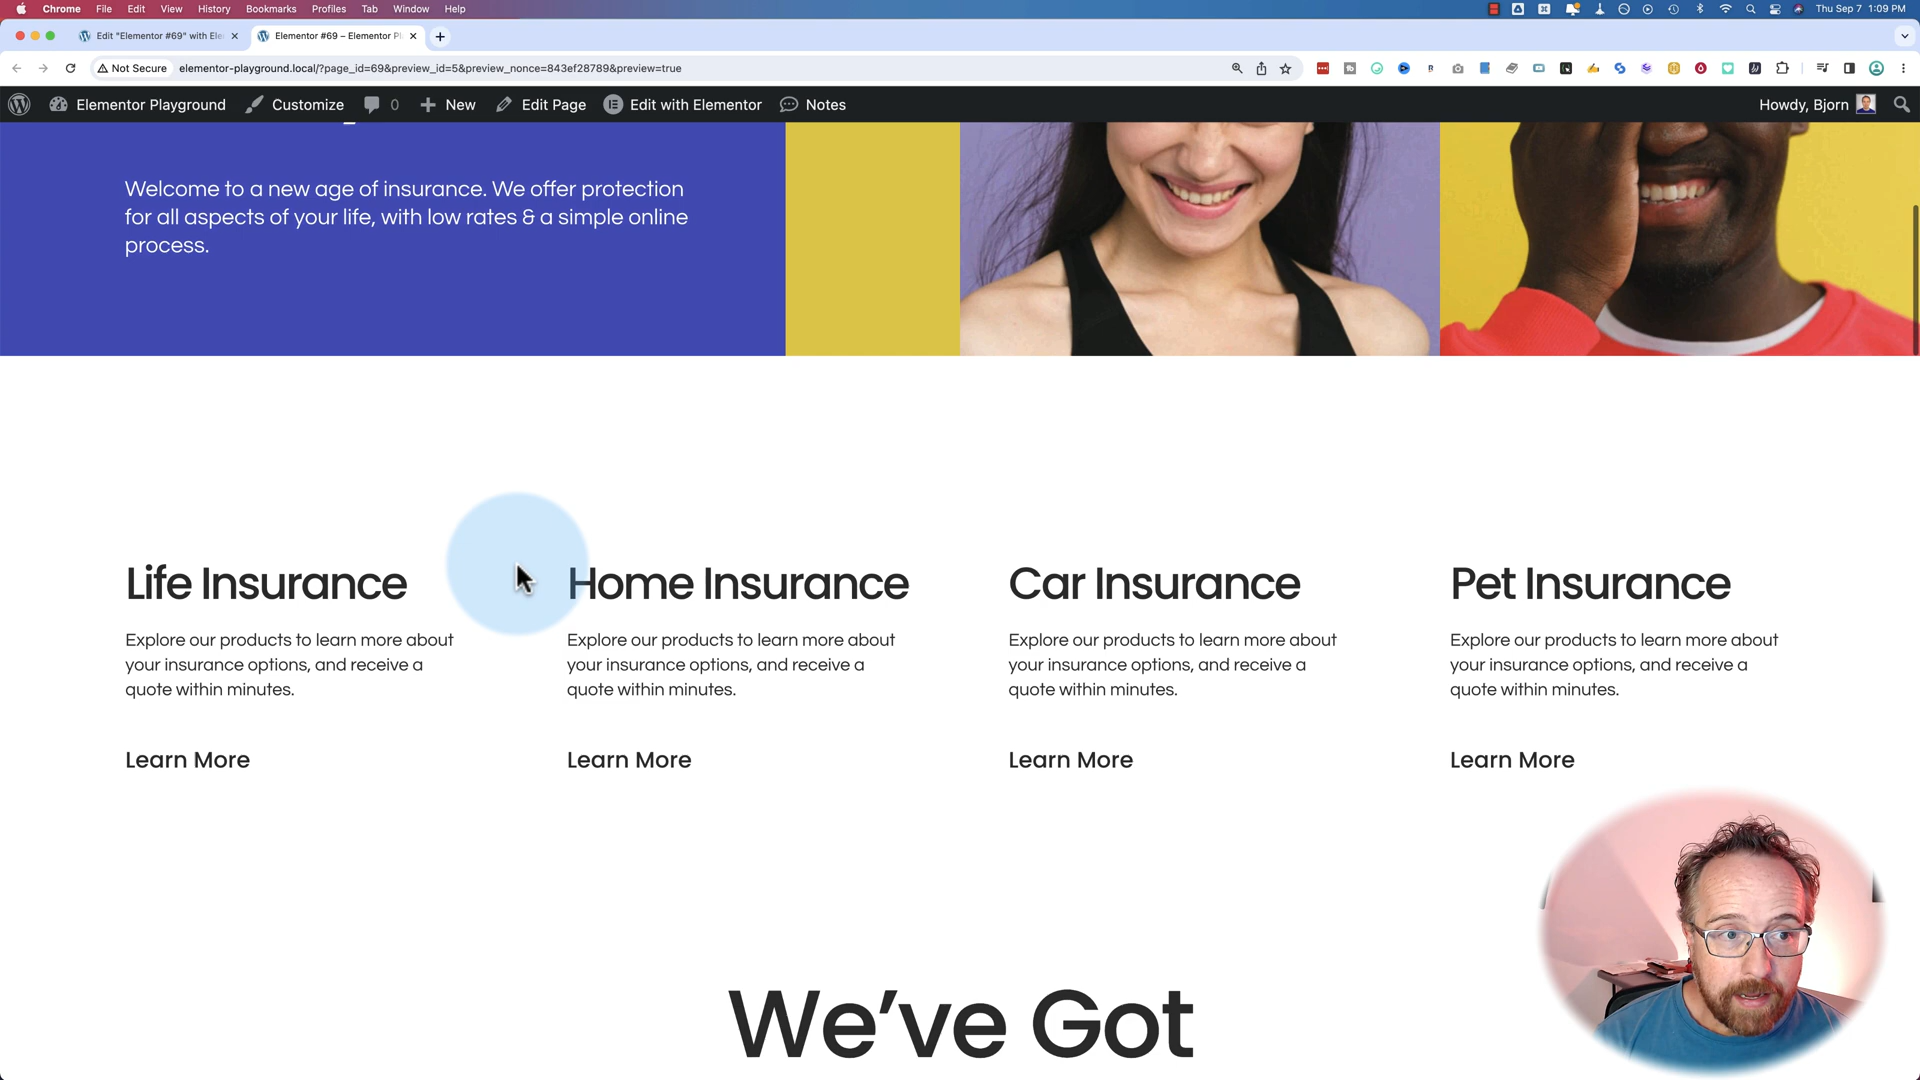 Chrome File Edit View History Bookmarks Profiles Tab Window Help
Thu Sep 7 1:09 PM
Edit "Elementor #69" with Ele
Elementor #69 – Elementor Pl
Not Secure
elementor-playground.local/?page_id=69&preview_id=5&preview_nonce=843ef28789&preview=true
Elementor Playground Customize 0 New Edit Page Edit with Elementor Notes
Howdy, Bjorn
Welcome to a new age of insurance. We offer protection
for all aspects of your life, with low rates & a simple online
process.
Life Insurance
Explore our products to learn more about
your insurance options, and receive a
quote within minutes.
Learn More
Home Insurance
Explore our products to learn more about
your insurance options, and receive a
quote within minutes.
Learn More
Car Insurance
Explore our products to learn more about
your insurance options, and receive a
quote within minutes.
Learn More
Pet Insurance
Explore our products to learn more about
your insurance options, and receive a
quote within minutes.
Learn More
We’ve Got